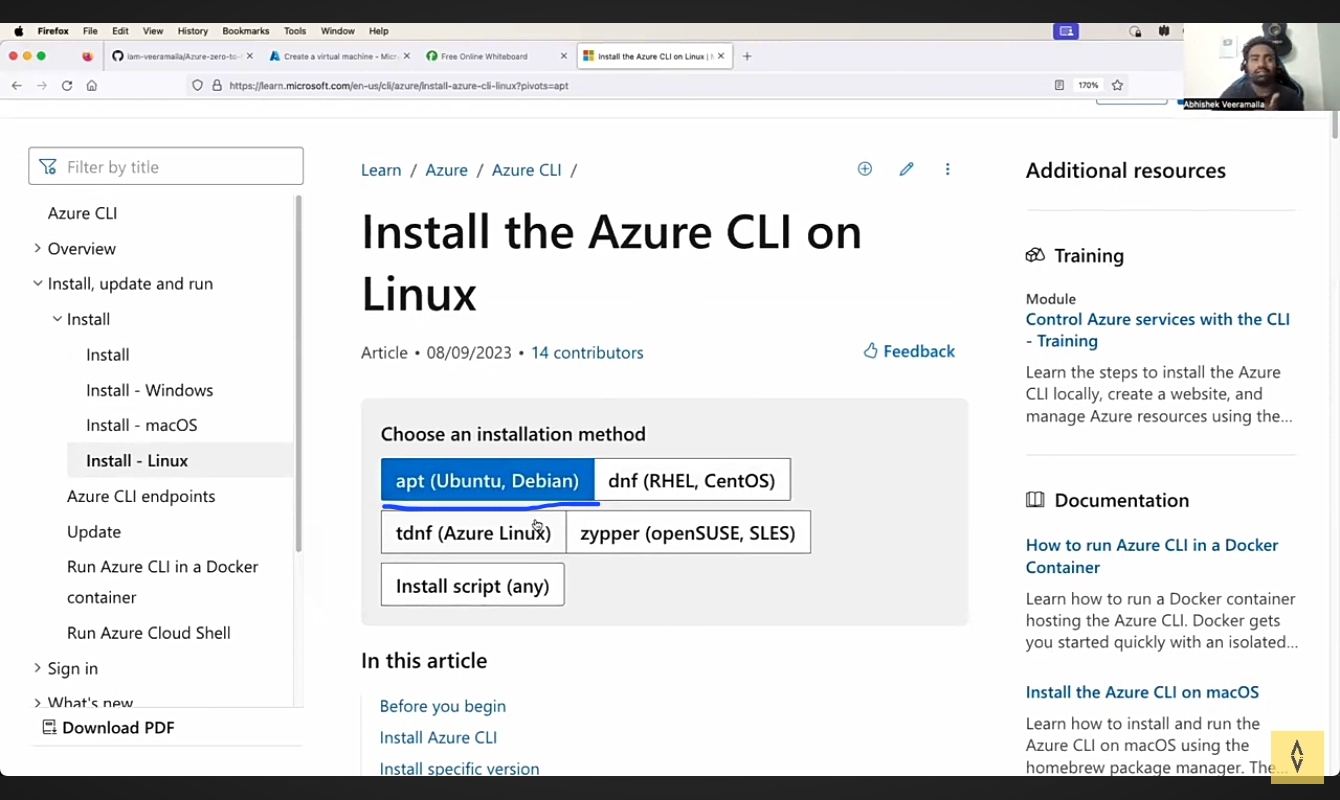 Firefox File Edit View History Bookmarks Tools Window Help
iam-veeramalla/Azure-zero-to-
Create a virtual machine - Micr
Free Online Whiteboard
Install the Azure CLI on Linux |
https://learn.microsoft.com/en-us/cli/azure/install-azure-cli-linux?pivots=apt
170%
Abhishek Veeramalla
Filter by title
Azure CLI
Overview
Install, update and run
Install
Install
Install - Windows
Install - macOS
Install - Linux
Azure CLI endpoints
Update
Run Azure CLI in a Docker
container
Run Azure Cloud Shell
Sign in
What's new
Download PDF
Learn / Azure / Azure CLI /
Install the Azure CLI on
Linux
Article • 08/09/2023 • 14 contributors
Feedback
Choose an installation method
apt (Ubuntu, Debian)
dnf (RHEL, CentOS)
tdnf (Azure Linux)
zypper (openSUSE, SLES)
Install script (any)
In this article
Before you begin
Install Azure CLI
Install specific version
Additional resources
Training
Module
Control Azure services with the CLI
- Training
Learn the steps to install the Azure
CLI locally, create a website, and
manage Azure resources using the...
Documentation
How to run Azure CLI in a Docker
Container
Learn how to run a Docker container
hosting the Azure CLI. Docker gets
you started quickly with an isolated...
Install the Azure CLI on macOS
Learn how to install and run the
Azure CLI on macOS using the
homebrew package manager. The...